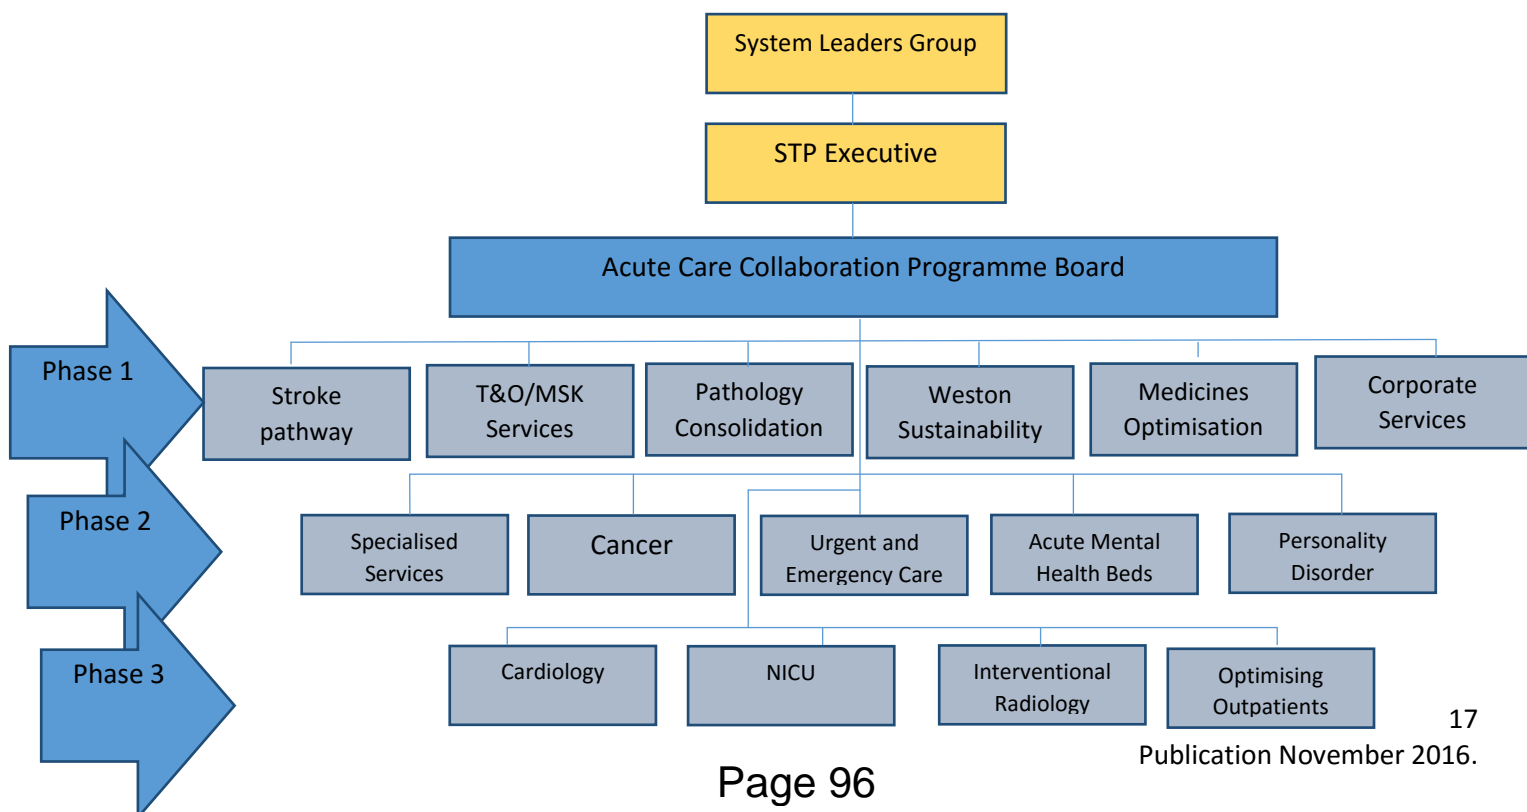 System Leaders Group
STP Executive
Acute Care Collaboration Programme Board
Phase 1
Stroke
pathway
T&O/MSK
Services
Pathology
Consolidation
Weston
Sustainability
Medicines
Optimisation
Corporate
Services
Phase 2
Specialised
Services
Cancer
Urgent and
Emergency Care
Acute Mental
Health Beds
Personality
Disorder
Phase 3
Cardiology
NICU
Interventional
Radiology
Optimising
Outpatients
17
Publication November 2016.
Page 96